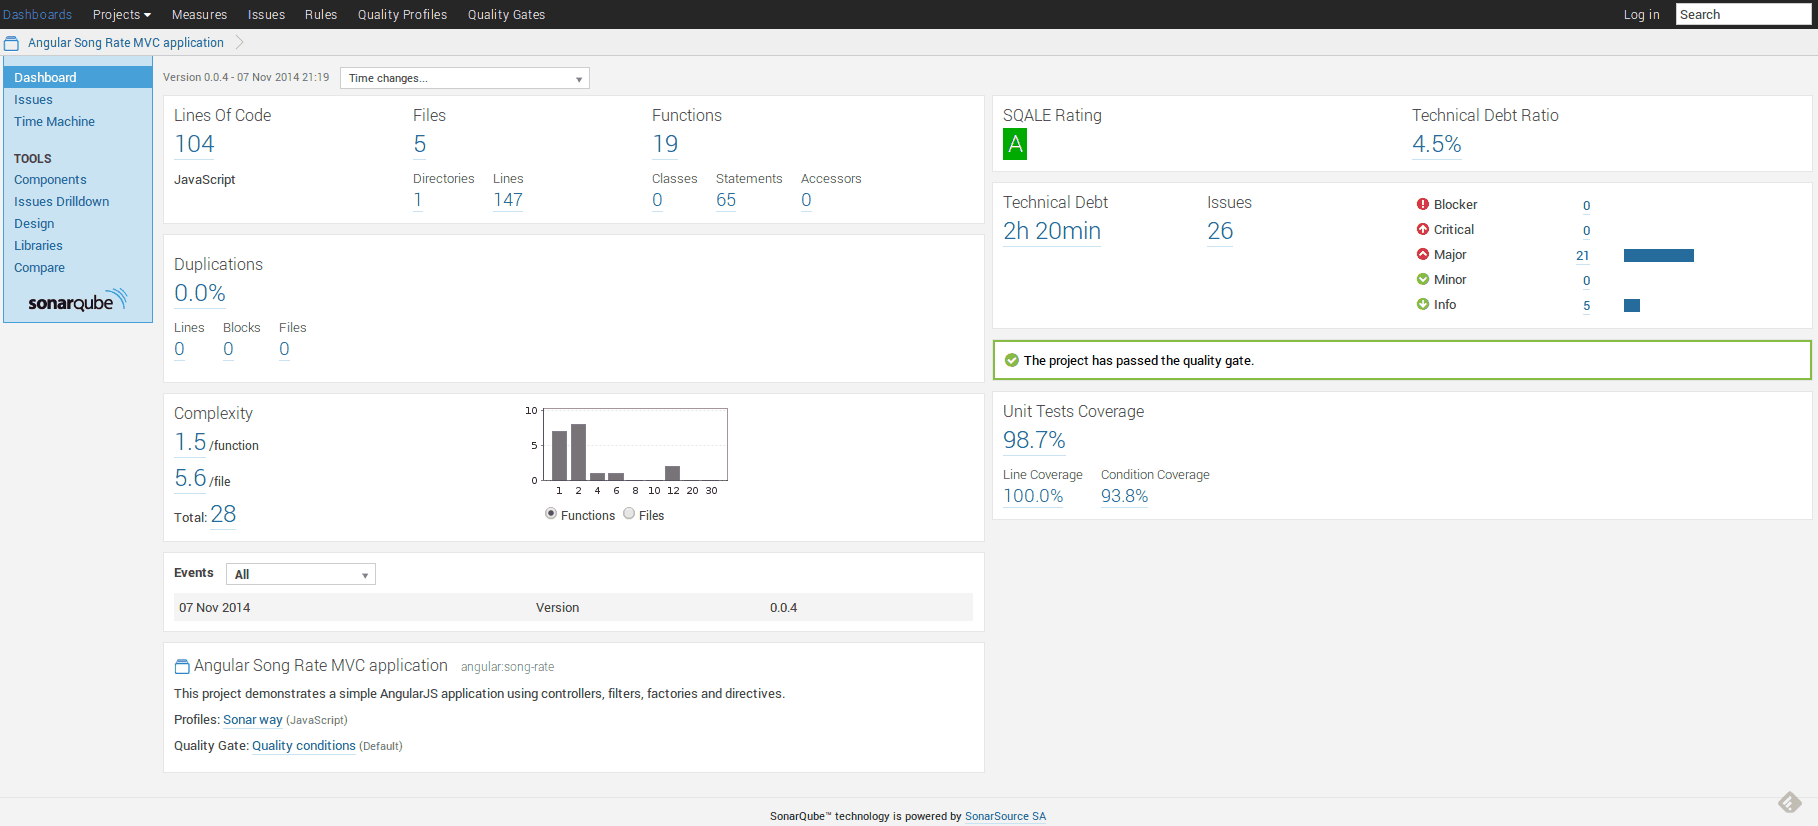 Dashboards Projects Measures Issues Rules Quality Profiles Quality Gates Log in Search
Angular Song Rate MVC application
Dashboard
Issues
Time Machine
TOOLS
Components
Issues Drilldown
Design
Libraries
Compare
sonarqube
Version 0.0.4 - 07 Nov 2014 21:19 Time changes...
Lines Of Code Files Functions
104 5 19
JavaScript Directories Lines Classes Statements Accessors
1 147 0 65 0
Duplications
0.0%
Lines Blocks Files
0 0 0
Complexity
1.5 /function
5.6 /file
Total: 28
10
5
0
1 2 4 6 8 10 12 20 30
Functions Files
Events All
07 Nov 2014 Version 0.0.4
Angular Song Rate MVC application angular:song-rate
This project demonstrates a simple AngularJS application using controllers, filters, factories and directives.
Profiles: Sonar way (JavaScript)
Quality Gate: Quality conditions (Default)
SQALE Rating Technical Debt Ratio
A 4.5%
Technical Debt Issues
2h 20min 26
Blocker 0
Critical 0
Major 21
Minor 0
Info 5
The project has passed the quality gate.
Unit Tests Coverage
98.7%
Line Coverage Condition Coverage
100.0% 93.8%
SonarQube™ technology is powered by SonarSource SA